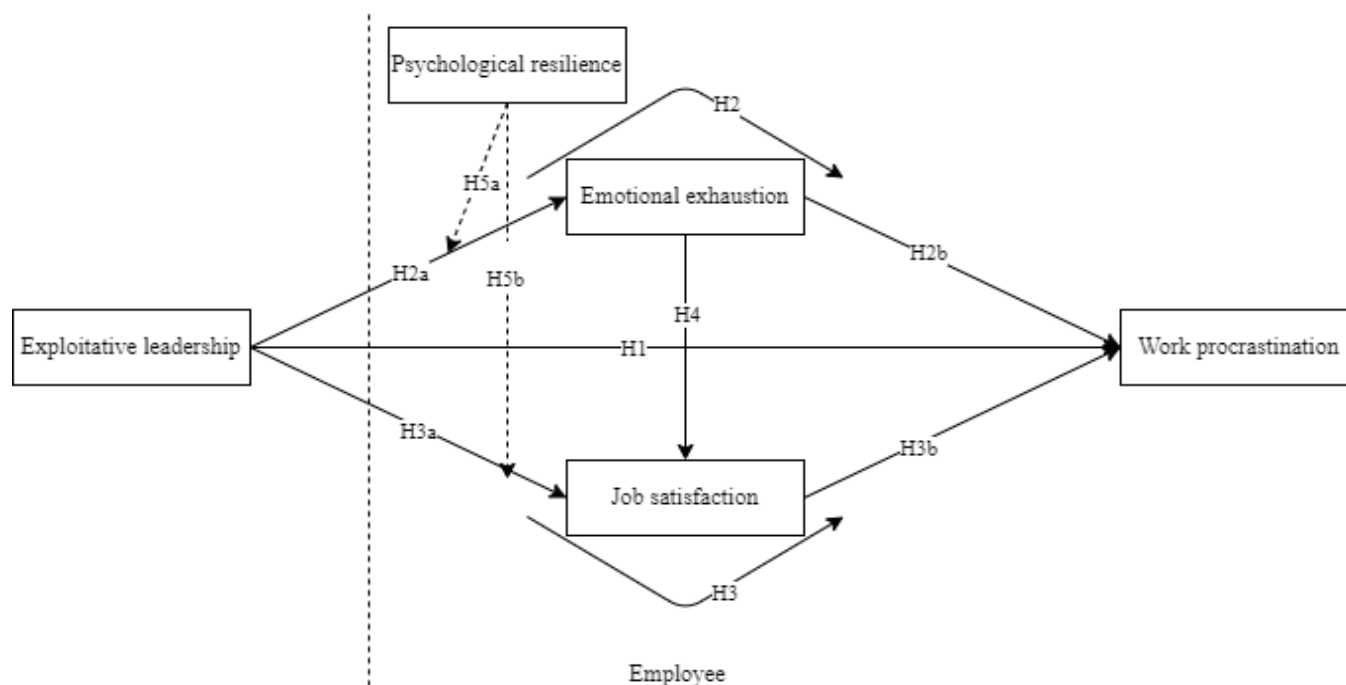 Psychological resilience
H2
H5a
Emotional exhaustion
H2a
H5b
H2b
H4
Exploitative leadership
H1
Work procrastination
H3a
H3b
Job satisfaction
H3
Employee